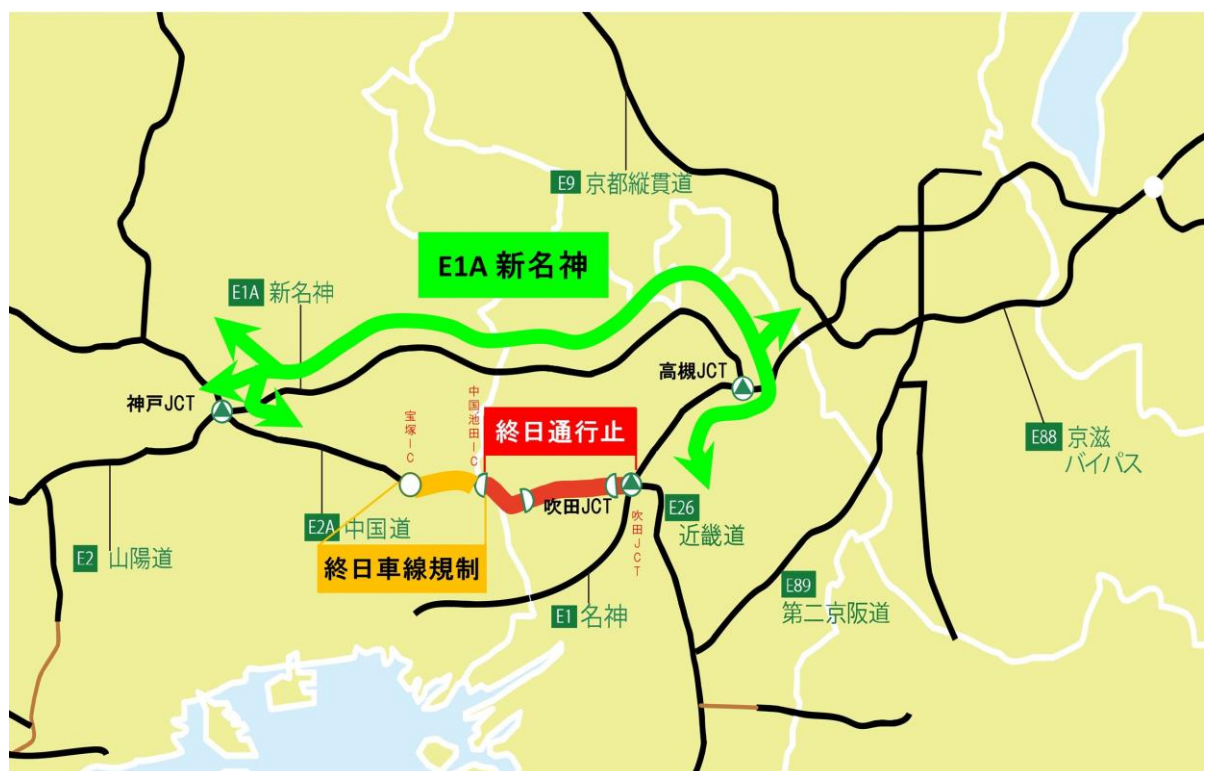 E9 京都縦貫道
E1A 新名神
E1A 新名神
高槻JCT
神戸JCT
宝塚IC
中国池田IC
終日通行止
E88 京滋
バイパス
吹田JCT
E26
近畿道
吹田JCT
E2A 中国道
E2 山陽道
終日車線規制
E89
第二京阪道
E1 名神